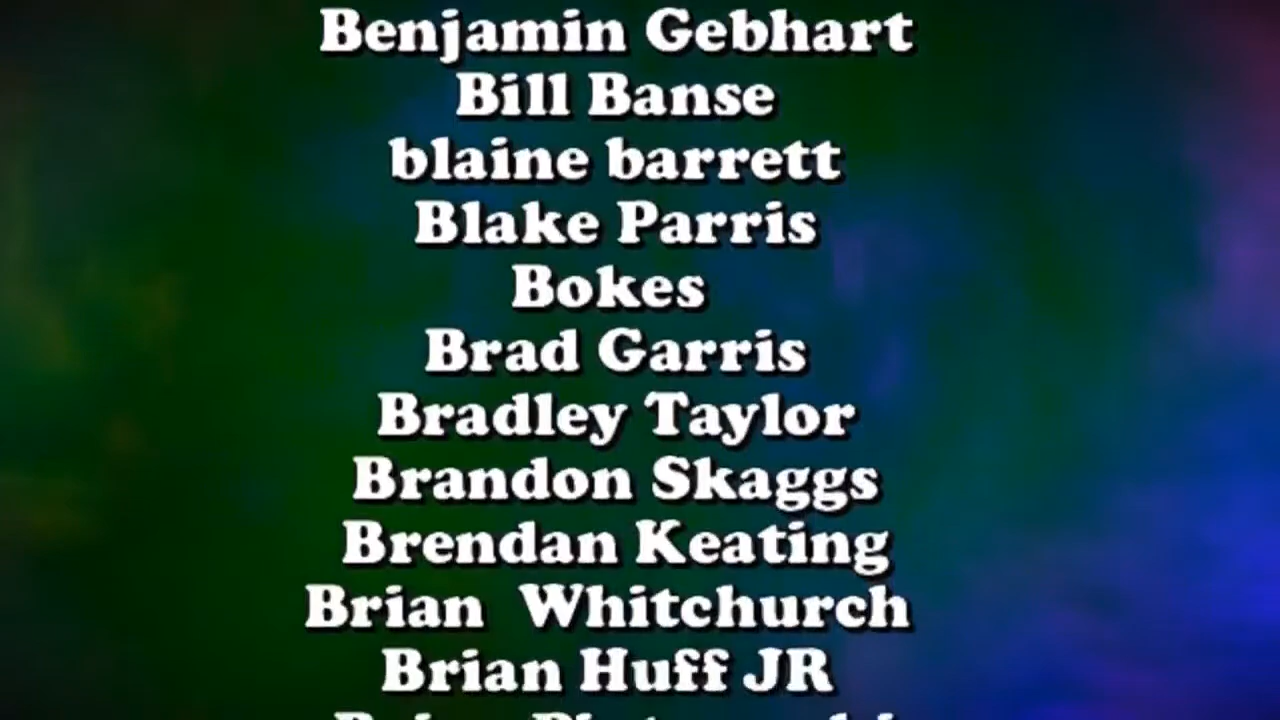 Benjamin Gebhart
Bill Banse
blaine barrett
Blake Parris
Bokes
Brad Garris
Bradley Taylor
Brandon Skaggs
Brendan Keating
Brian  Whitchurch
Brian Huff JR